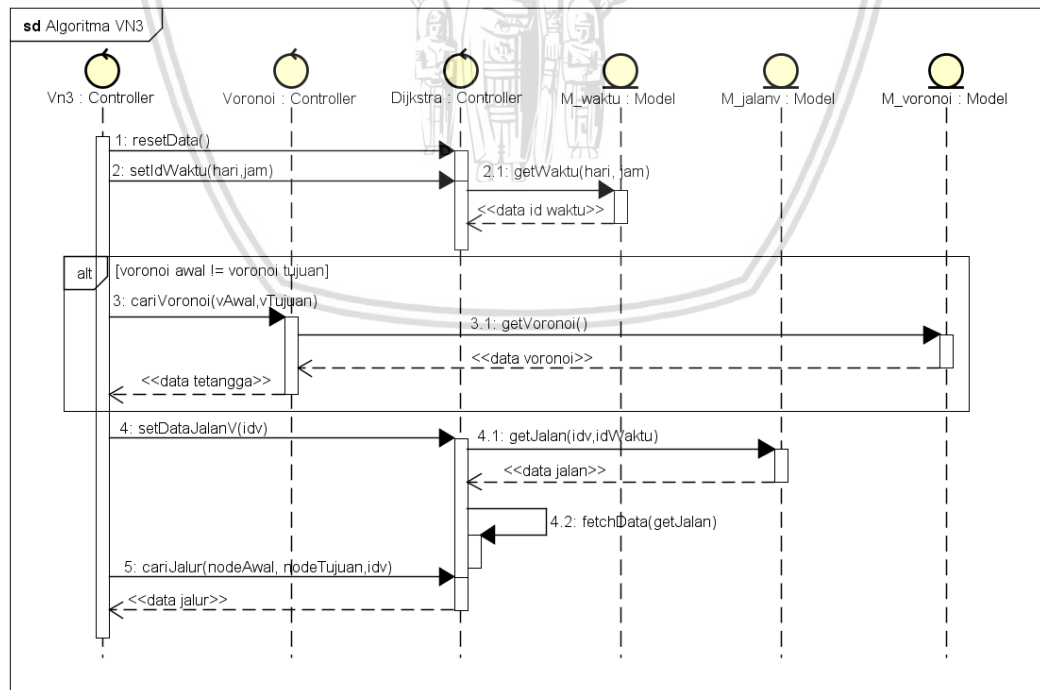 sd Algoritma VN3
Vn3 : Controller
Voronoi : Controller
Dijkstra : Controller
M_waktu : Model
M_jalanv : Model
M_voronoi : Model
1: resetData()
2: setIdWaktu(hari,jam)
2.1: getWaktu(hari, jam)
<<data id waktu>>
alt
[voronoi awal != voronoi tujuan]
3: cariVoronoi(vAwal,vTujuan)
3.1: getVoronoi()
<<data voronoi>>
<<data tetangga>>
4: setDataJalanV(idv)
4.1: getJalan(idv,idWaktu)
<<data jalan>>
4.2: fetchData(getJalan)
5: cariJalur(nodeAwal, nodeTujuan,idv)
<<data jalur>>